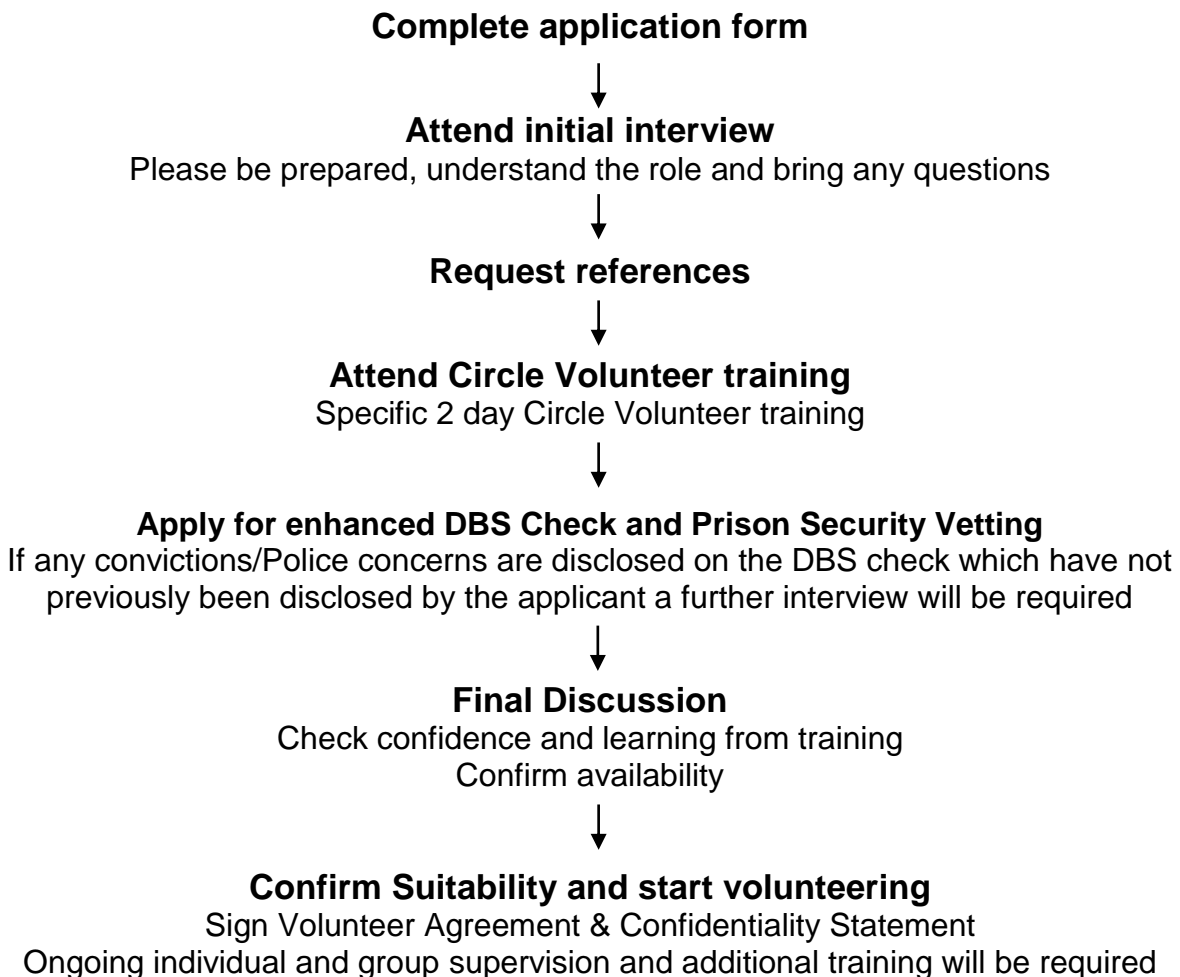 Complete application form
Attend initial interview
Please be prepared, understand the role and bring any questions
Request references
Attend Circle Volunteer training
Specific 2 day Circle Volunteer training
Apply for enhanced DBS Check and Prison Security Vetting
If any convictions/Police concerns are disclosed on the DBS check which have not
previously been disclosed by the applicant a further interview will be required
Final Discussion
Check confidence and learning from training
Confirm availability
Confirm Suitability and start volunteering
Sign Volunteer Agreement & Confidentiality Statement
Ongoing individual and group supervision and additional training will be required